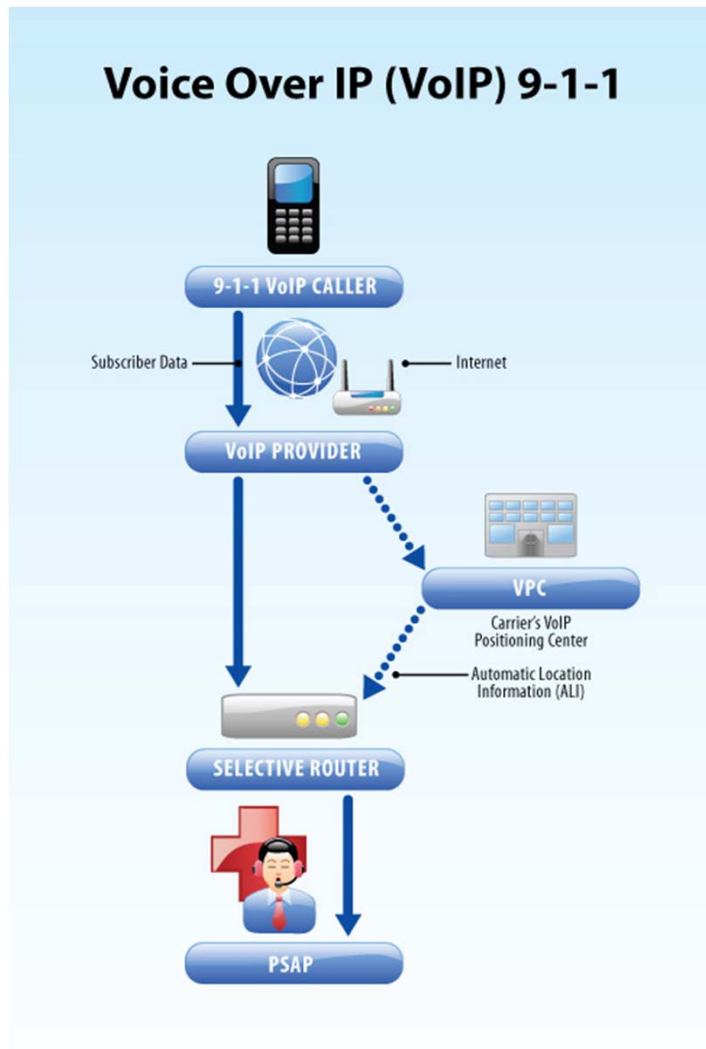 Voice Over IP (VoIP) 9-1-1
9-1-1 VoIP CALLER
Subscriber Data
Internet
VoIP PROVIDER
VPC
Carrier's VoIP
Positioning Center
Automatic Location
Information (ALI)
SELECTIVE ROUTER
PSAP